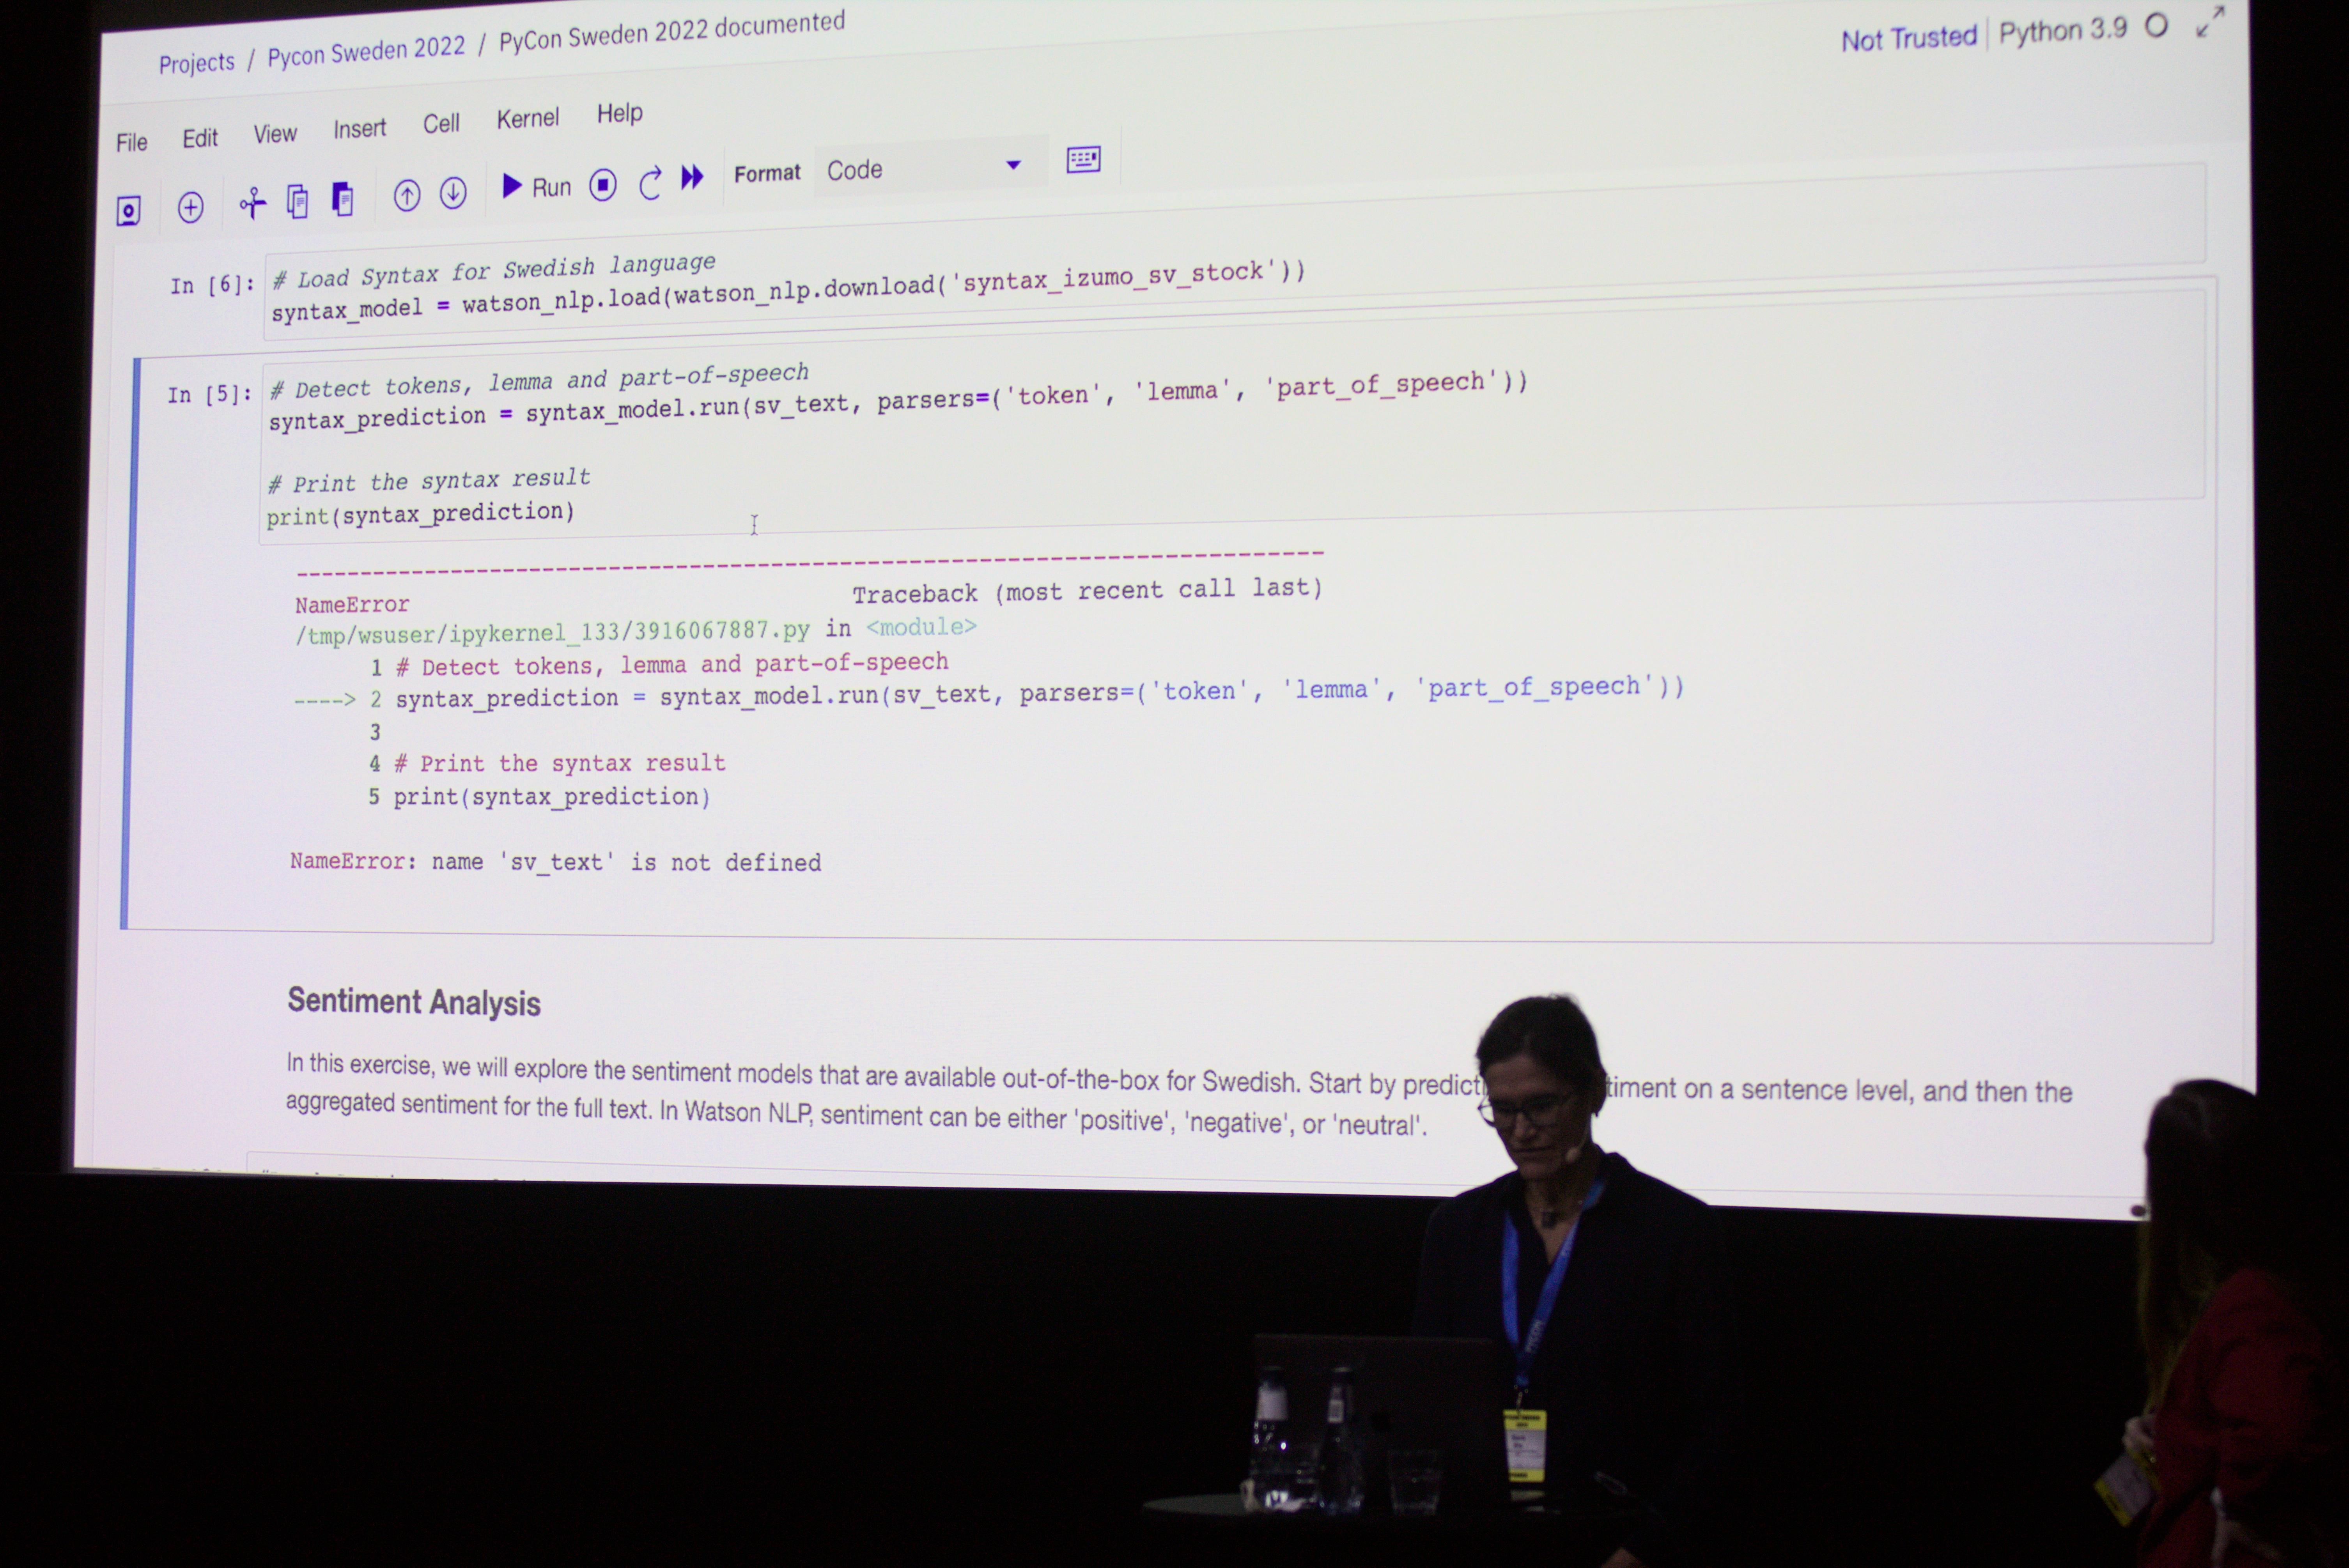 Projects / Pycon Sweden 2022 / PyCon Sweden 2022 documented
Not Trusted | Python 3.9
File Edit View Insert Cell Kernel Help
Run Format Code
In [6]: # Load Syntax for Swedish language
syntax_model = watson_nlp.load(watson_nlp.download('syntax_izumo_sv_stock'))
In [5]: # Detect tokens, lemma and part-of-speech
syntax_prediction = syntax_model.run(sv_text, parsers=('token', 'lemma', 'part_of_speech'))
# Print the syntax result
print(syntax_prediction)
---------------------------------------------------------------------------
NameError Traceback (most recent call last)
/tmp/wsuser/ipykernel_133/3916067887.py in <module>
1 # Detect tokens, lemma and part-of-speech
----> 2 syntax_prediction = syntax_model.run(sv_text, parsers=('token', 'lemma', 'part_of_speech'))
3
4 # Print the syntax result
5 print(syntax_prediction)
NameError: name 'sv_text' is not defined
Sentiment Analysis
In this exercise, we will explore the sentiment models that are available out-of-the-box for Swedish. Start by predicti timent on a sentence level, and then the
aggregated sentiment for the full text. In Watson NLP, sentiment can be either 'positive', 'negative', or 'neutral'.